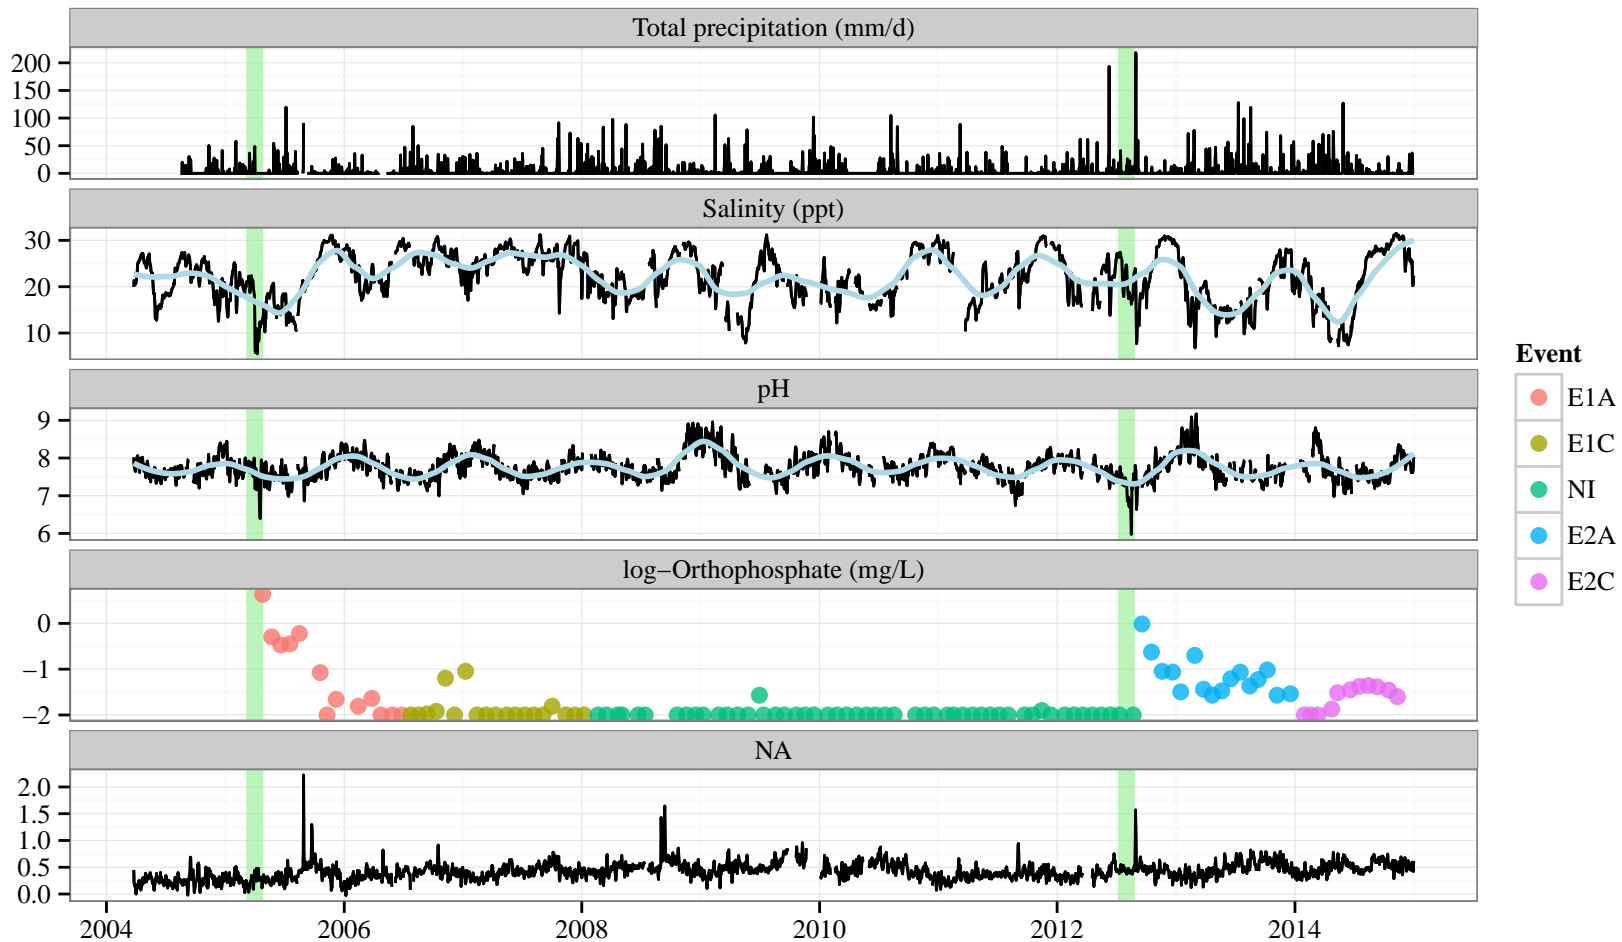 Total precipitation (mm/d)
200
150
100
50
0
Salinity (ppt)
30
20
10
pH
9
8
7
6
log−Orthophosphate (mg/L)
0
−1
−2
NA
2.0
1.5
1.0
0.5
0.0
2004 2006 2008 2010 2012 2014
Event
E1A
E1C
NI
E2A
E2C